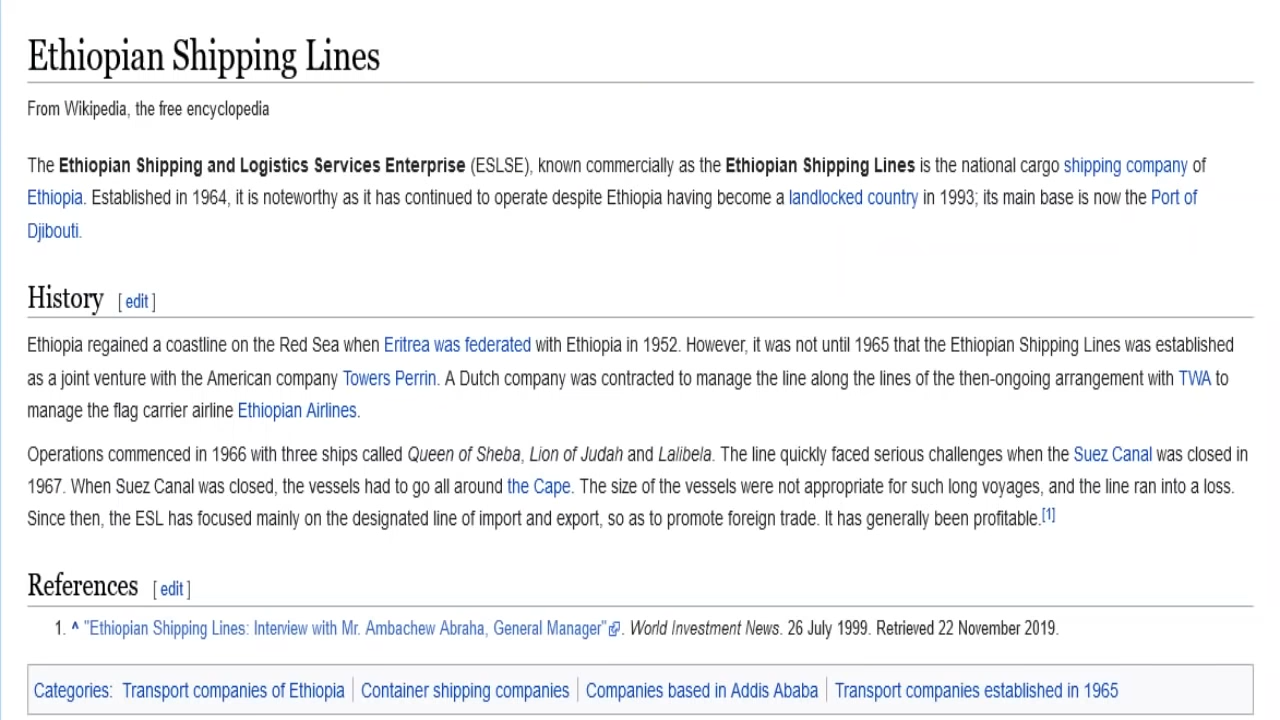 Ethiopian Shipping Lines
From Wikipedia, the free encyclopedia
The Ethiopian Shipping and Logistics Services Enterprise (ESLSE), known commercially as the Ethiopian Shipping Lines is the national cargo shipping company of
Ethiopia. Established in 1964, it is noteworthy as it has continued to operate despite Ethiopia having become a landlocked country in 1993; its main base is now the Port of
Djibouti.
History [ edit ]
Ethiopia regained a coastline on the Red Sea when Eritrea was federated with Ethiopia in 1952. However, it was not until 1965 that the Ethiopian Shipping Lines was established
as a joint venture with the American company Towers Perrin. A Dutch company was contracted to manage the line along the lines of the then-ongoing arrangement with TWA to
manage the flag carrier airline Ethiopian Airlines.
Operations commenced in 1966 with three ships called Queen of Sheba, Lion of Judah and Lalibela. The line quickly faced serious challenges when the Suez Canal was closed in
1967. When Suez Canal was closed, the vessels had to go all around the Cape. The size of the vessels were not appropriate for such long voyages, and the line ran into a loss.
Since then, the ESL has focused mainly on the designated line of import and export, so as to promote foreign trade. It has generally been profitable.[1]
References [ edit ]
1. ^ "Ethiopian Shipping Lines: Interview with Mr. Ambachew Abraha, General Manager". World Investment News. 26 July 1999. Retrieved 22 November 2019.
Categories: Transport companies of Ethiopia | Container shipping companies | Companies based in Addis Ababa | Transport companies established in 1965